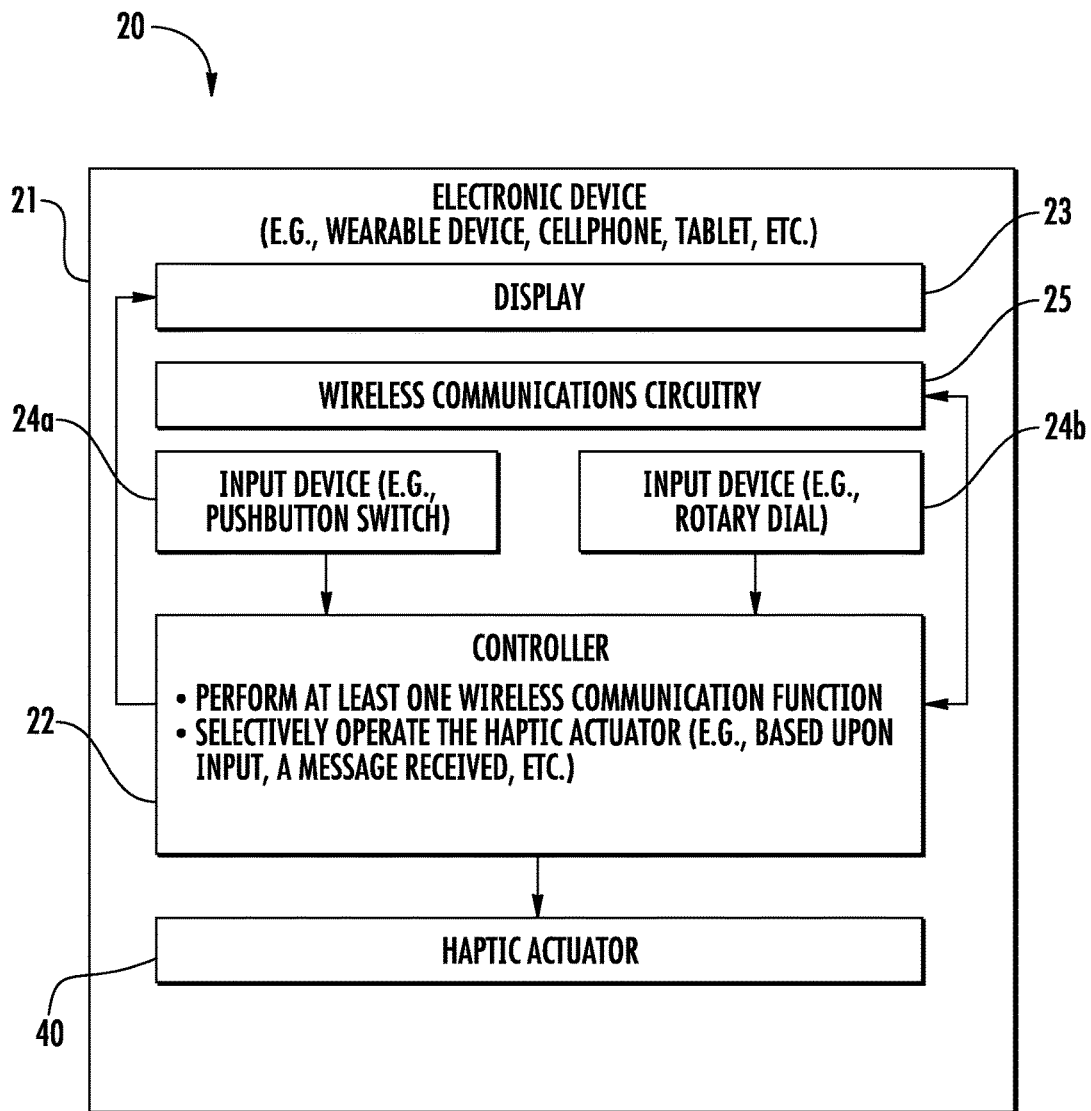 20
21
ELECTRONIC DEVICE
(E.G., WEARABLE DEVICE, CELLPHONE, TABLET, ETC.)
23
DISPLAY
25
WIRELESS COMMUNICATIONS CIRCUITRY
24a
24b
INPUT DEVICE (E.G.,
PUSHBUTTON SWITCH)
INPUT DEVICE (E.G.,
ROTARY DIAL)
CONTROLLER
• PERFORM AT LEAST ONE WIRELESS COMMUNICATION FUNCTION
22
• SELECTIVELY OPERATE THE HAPTIC ACTUATOR (E.G., BASED UPON
INPUT, A MESSAGE RECEIVED, ETC.)
HAPTIC ACTUATOR
40